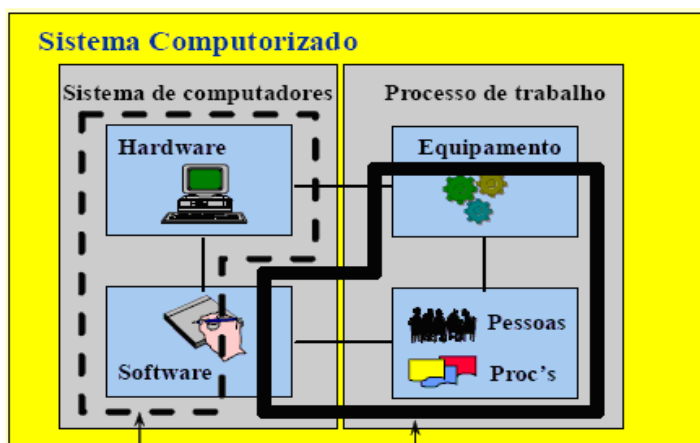 Sistema Computorizado
Sistema de computadores
Processo de trabalho
Hardware
Equipamento
Software
Pessoas
Proc's